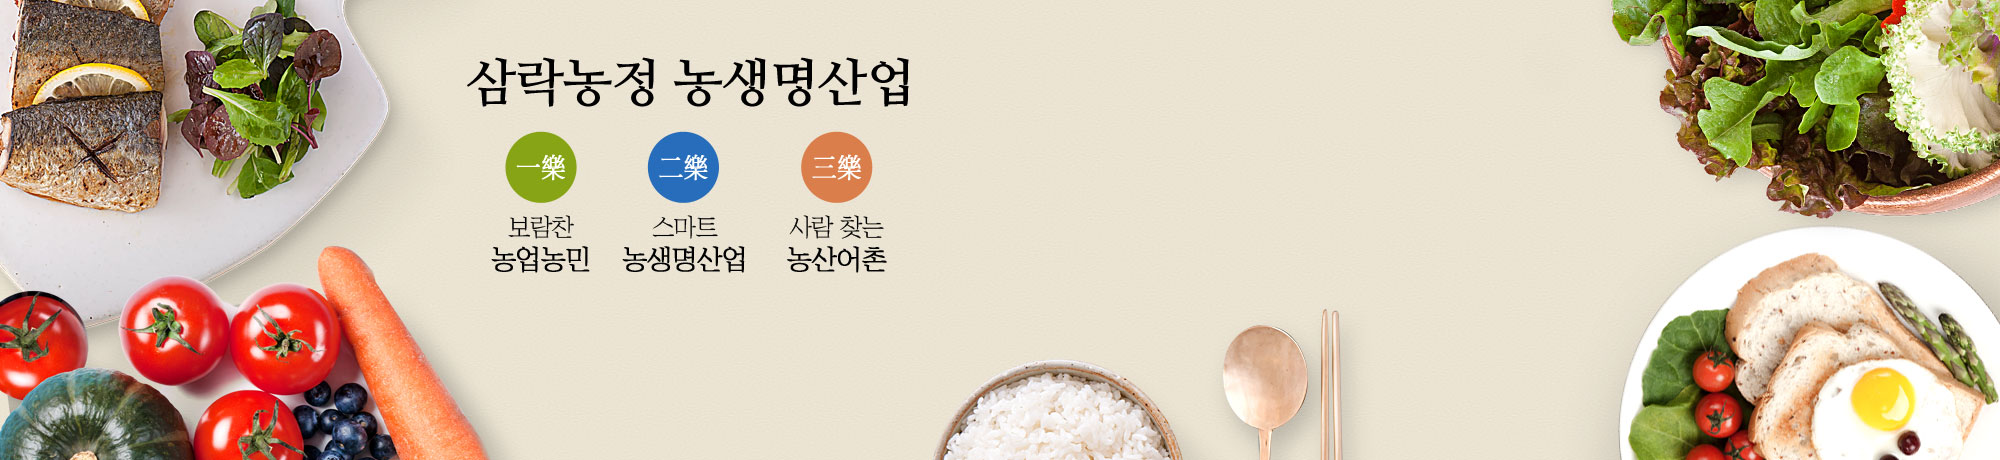 삼락농정 농생명산업
一樂 二樂 三樂
보람찬 스마트 사람 찾는
농업농민 농생명산업 농산어촌